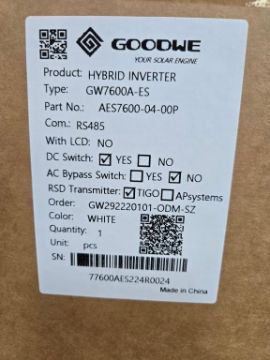 GOODWE
YOUR SOLAR ENGINE
Product: HYBRID INVERTER
Type: GW7600A-ES
Part No.: AES7600-04-00P
Com.: RS485
With LCD: NO
DC Switch: ☑ YES ☐ NO
AC Bypass Switch: ☐ YES ☑ NO
RSD Transmitter: ☑ TIGO ☐ APsystems
Order: GW292220101-ODM-SZ
Color: WHITE
Quantity: 1
Unit: pcs
SN:
77600AES224R0024
Made in China